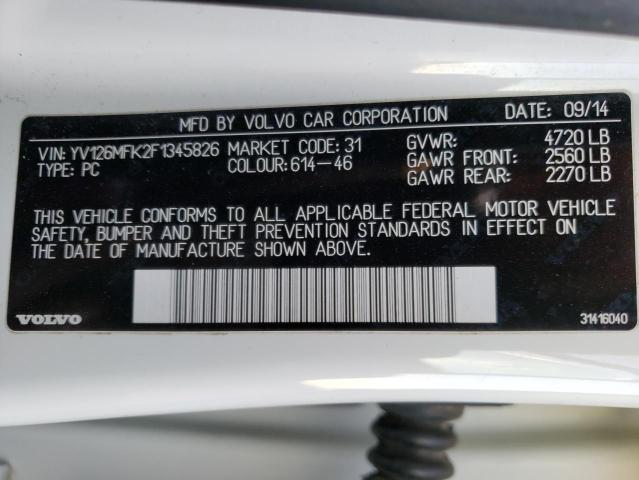 MFD BY VOLVO CAR CORPORATION DATE: 09/14
VIN: YV126MFK2F1345826 MARKET CODE: 31 GVWR: 4720 LB
TYPE: PC COLOUR: 614-46 GAWR FRONT: 2560 LB
GAWR REAR: 2270 LB
THIS VEHICLE CONFORMS TO ALL APPLICABLE FEDERAL MOTOR VEHICLE
SAFETY, BUMPER AND THEFT PREVENTION STANDARDS IN EFFECT ON
THE DATE OF MANUFACTURE SHOWN ABOVE.
VOLVO 31416040